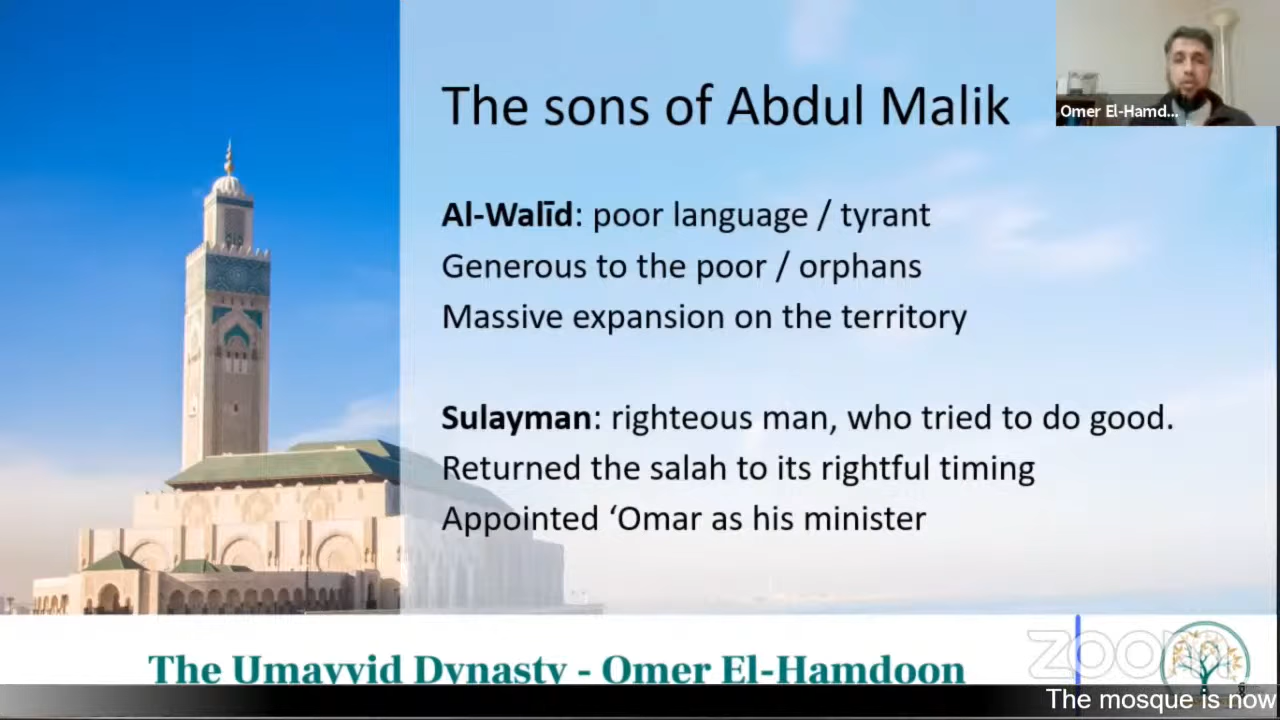 The sons of Abdul Malik
Omer El-Hamd...
Al-Walīd: poor language / tyrant
Generous to the poor / orphans
Massive expansion on the territory
Sulayman: righteous man, who tried to do good.
Returned the salah to its rightful timing
Appointed ‘Omar as his minister
The Umayyid Dynasty - Omer El-Hamdoon
zoom
The mosque is now